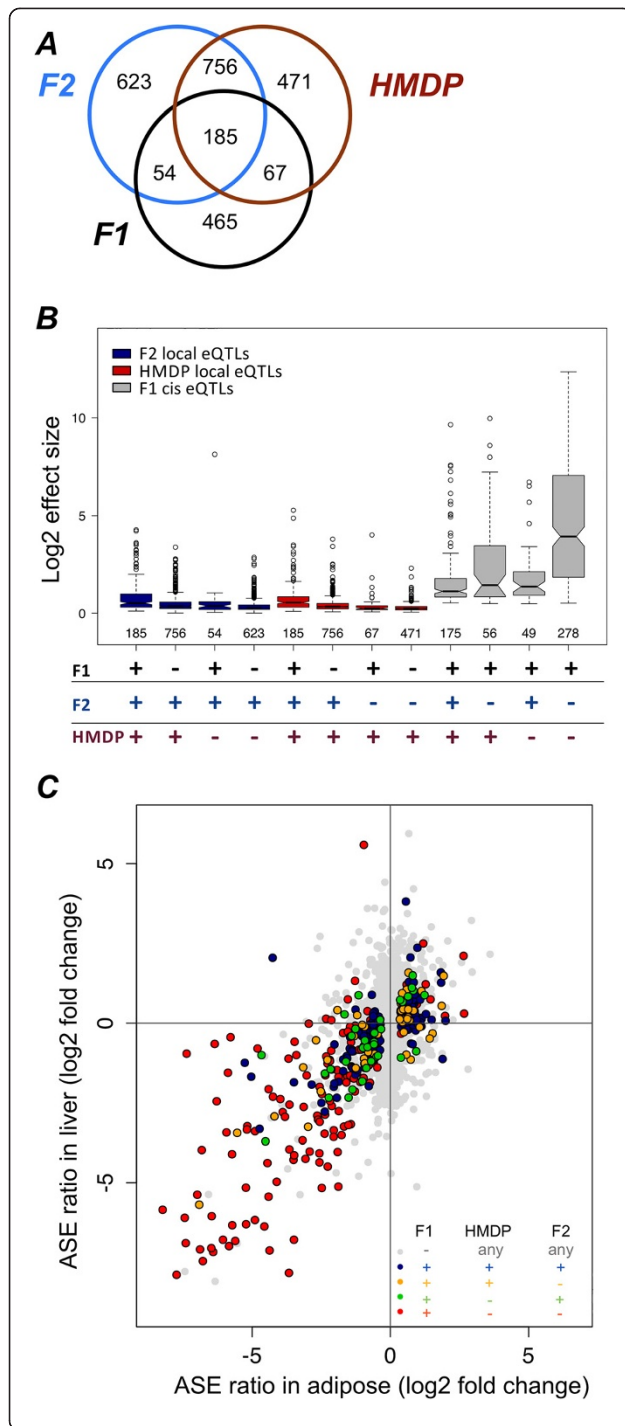 A
F2
HMDP
F1
623
756
471
185
54
67
465
B
F2 local eQTLs
HMDP local eQTLs
F1 cis eQTLs
Log2 effect size
10
5
0
185 756 54 623 185 756 67 471 175 56 49 278
F1 + - + - + - + - + + + +
F2 + + + + + + - - + - + -
HMDP + + - - + + + + + + - -
C
ASE ratio in liver (log2 fold change)
5
0
-5
F1 HMDP F2
- any any
+ + +
+ + -
+ - +
+ - -
-5 0 5
ASE ratio in adipose (log2 fold change)